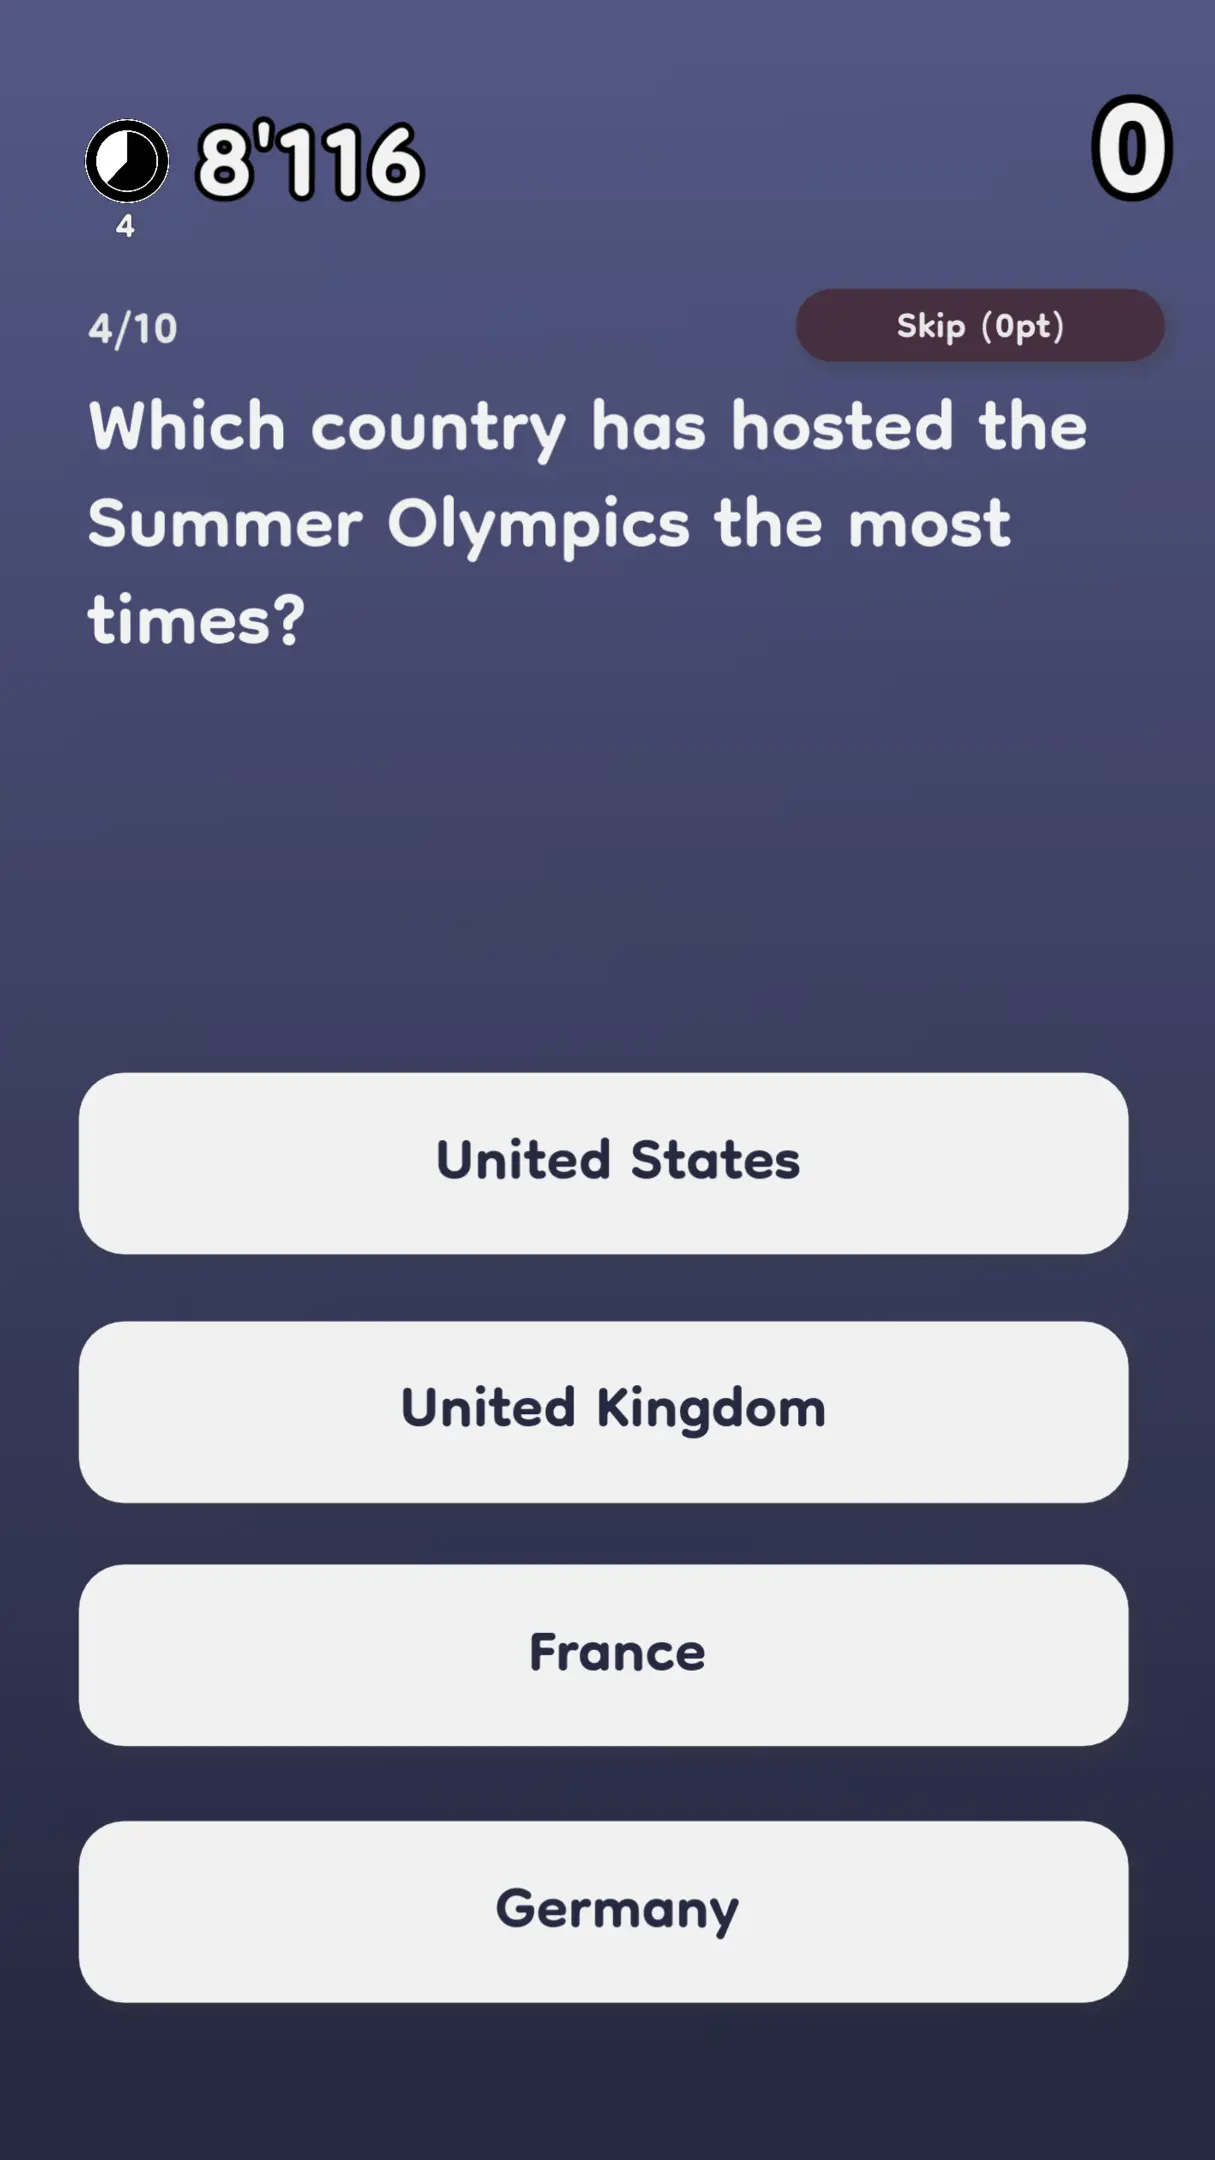 8'116
0
4
4/10
Skip (0pt)
Which country has hosted the
Summer Olympics the most
times?
United States
United Kingdom
France
Germany